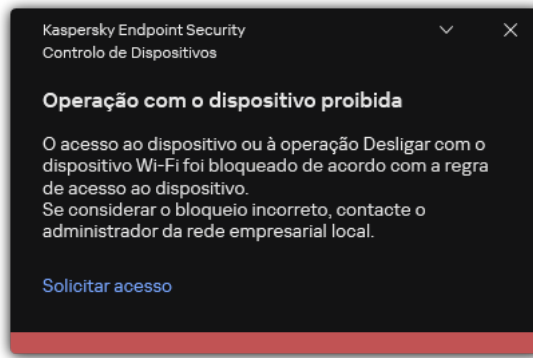 Kaspersky Endpoint Security
Controlo de Dispositivos
Operação com o dispositivo proibida
O acesso ao dispositivo ou à operação Desligar com o
dispositivo Wi-Fi foi bloqueado de acordo com a regra
de acesso ao dispositivo.
Se considerar o bloqueio incorreto, contacte o
administrador da rede empresarial local.
Solicitar acesso